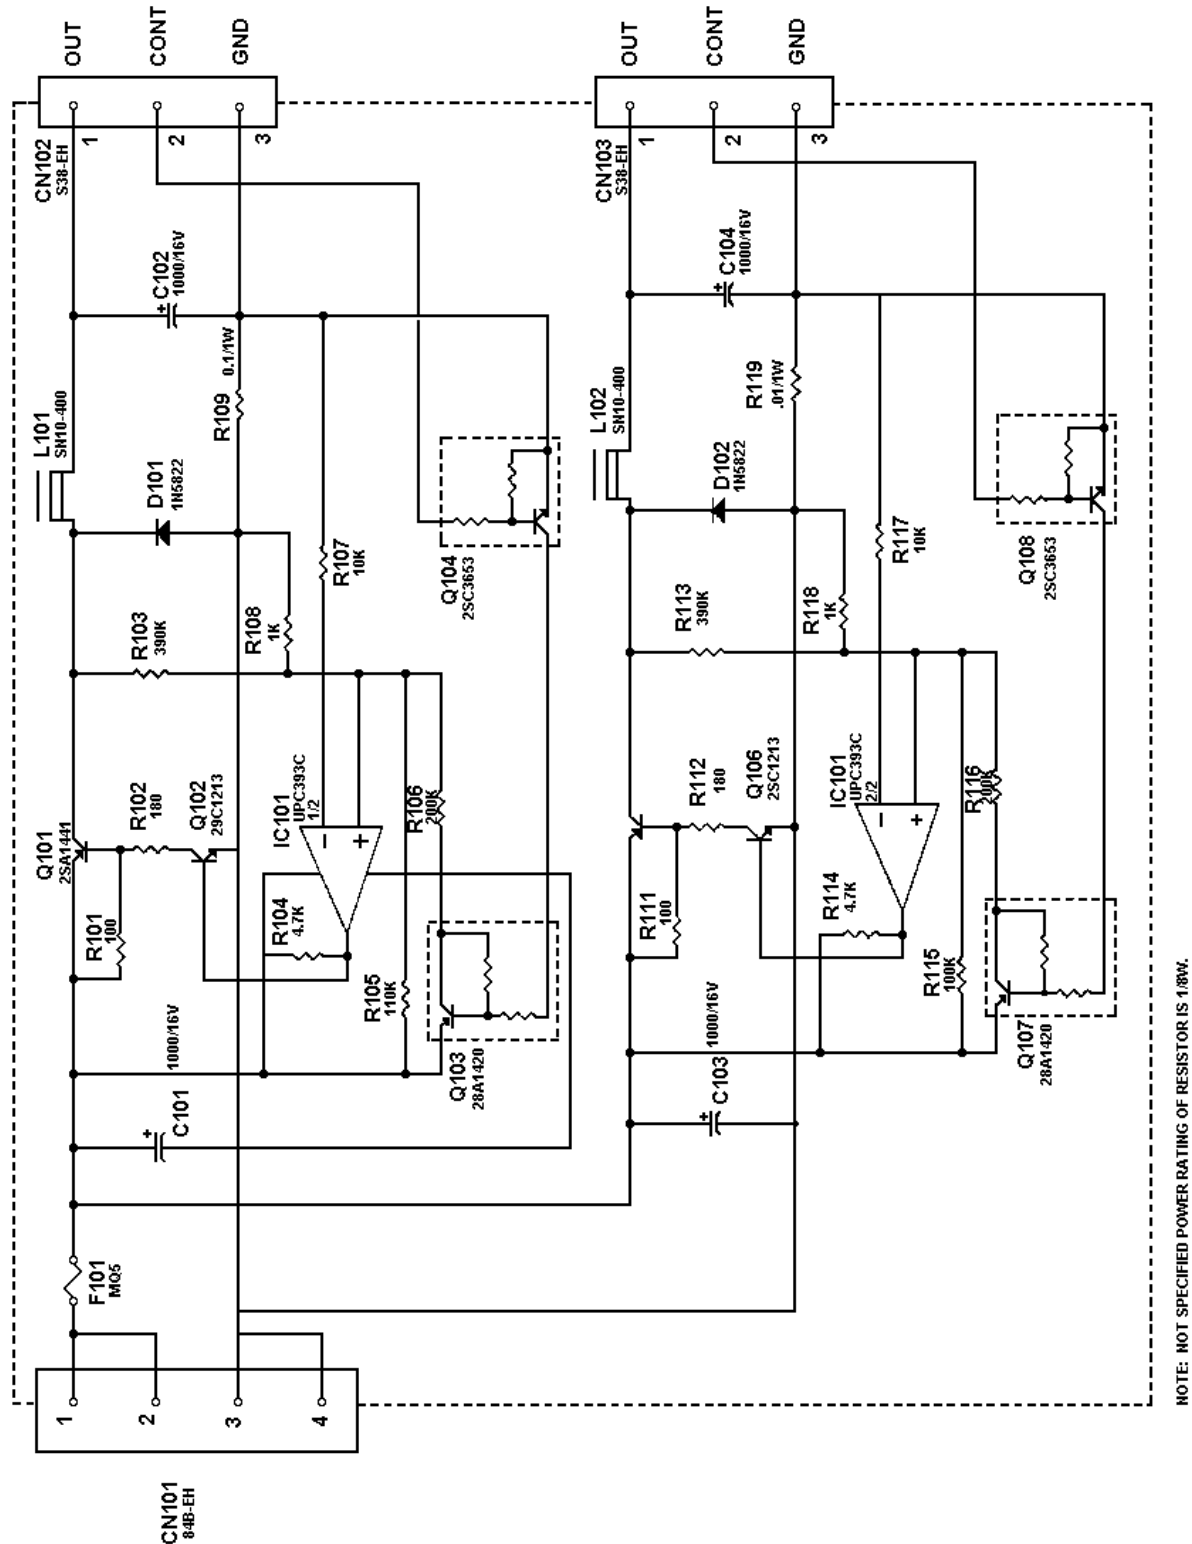 CN101
84B-EH
1
2
3
4
F101
MQ5
C101
1000/16V
R101
100
Q101
2SA1441
R102
180
Q102
29C1213
R103
390K
R104
4.7K
IC101
UPC393C
1/2
−
+
R105
110K
R106
200K
Q103
28A1420
R107
10K
R108
1K
D101
1N5822
L101
SN10-400
R109
0.1/1W
C102
1000/16V
Q104
2SC3653
CN102
S38-EH
1
2
3
OUT
CONT
GND
C103
1000/16V
R111
100
R112
180
Q106
2SC1213
R113
390K
R114
4.7K
IC101
UPC393C
2/2
−
+
R115
100K
R116
200K
Q107
28A1420
R117
10K
R118
1K
D102
1N5822
L102
SN10-400
R119
.01/1W
C104
1000/16V
Q108
2SC3653
CN103
S38-EH
1
2
3
OUT
CONT
GND
NOTE: NOT SPECIFIED POWER RATING OF RESISTOR IS 1/8W.